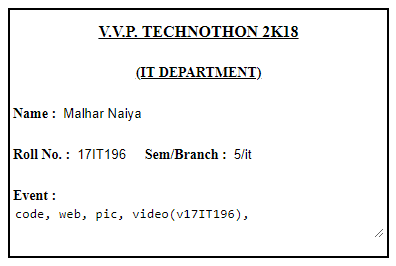 V.V.P. TECHNOTHON 2K18
(IT DEPARTMENT)
Name : Malhar Naiya
Roll No. : 17IT196 Sem/Branch : 5/it
Event :
code, web, pic, video(v17IT196),